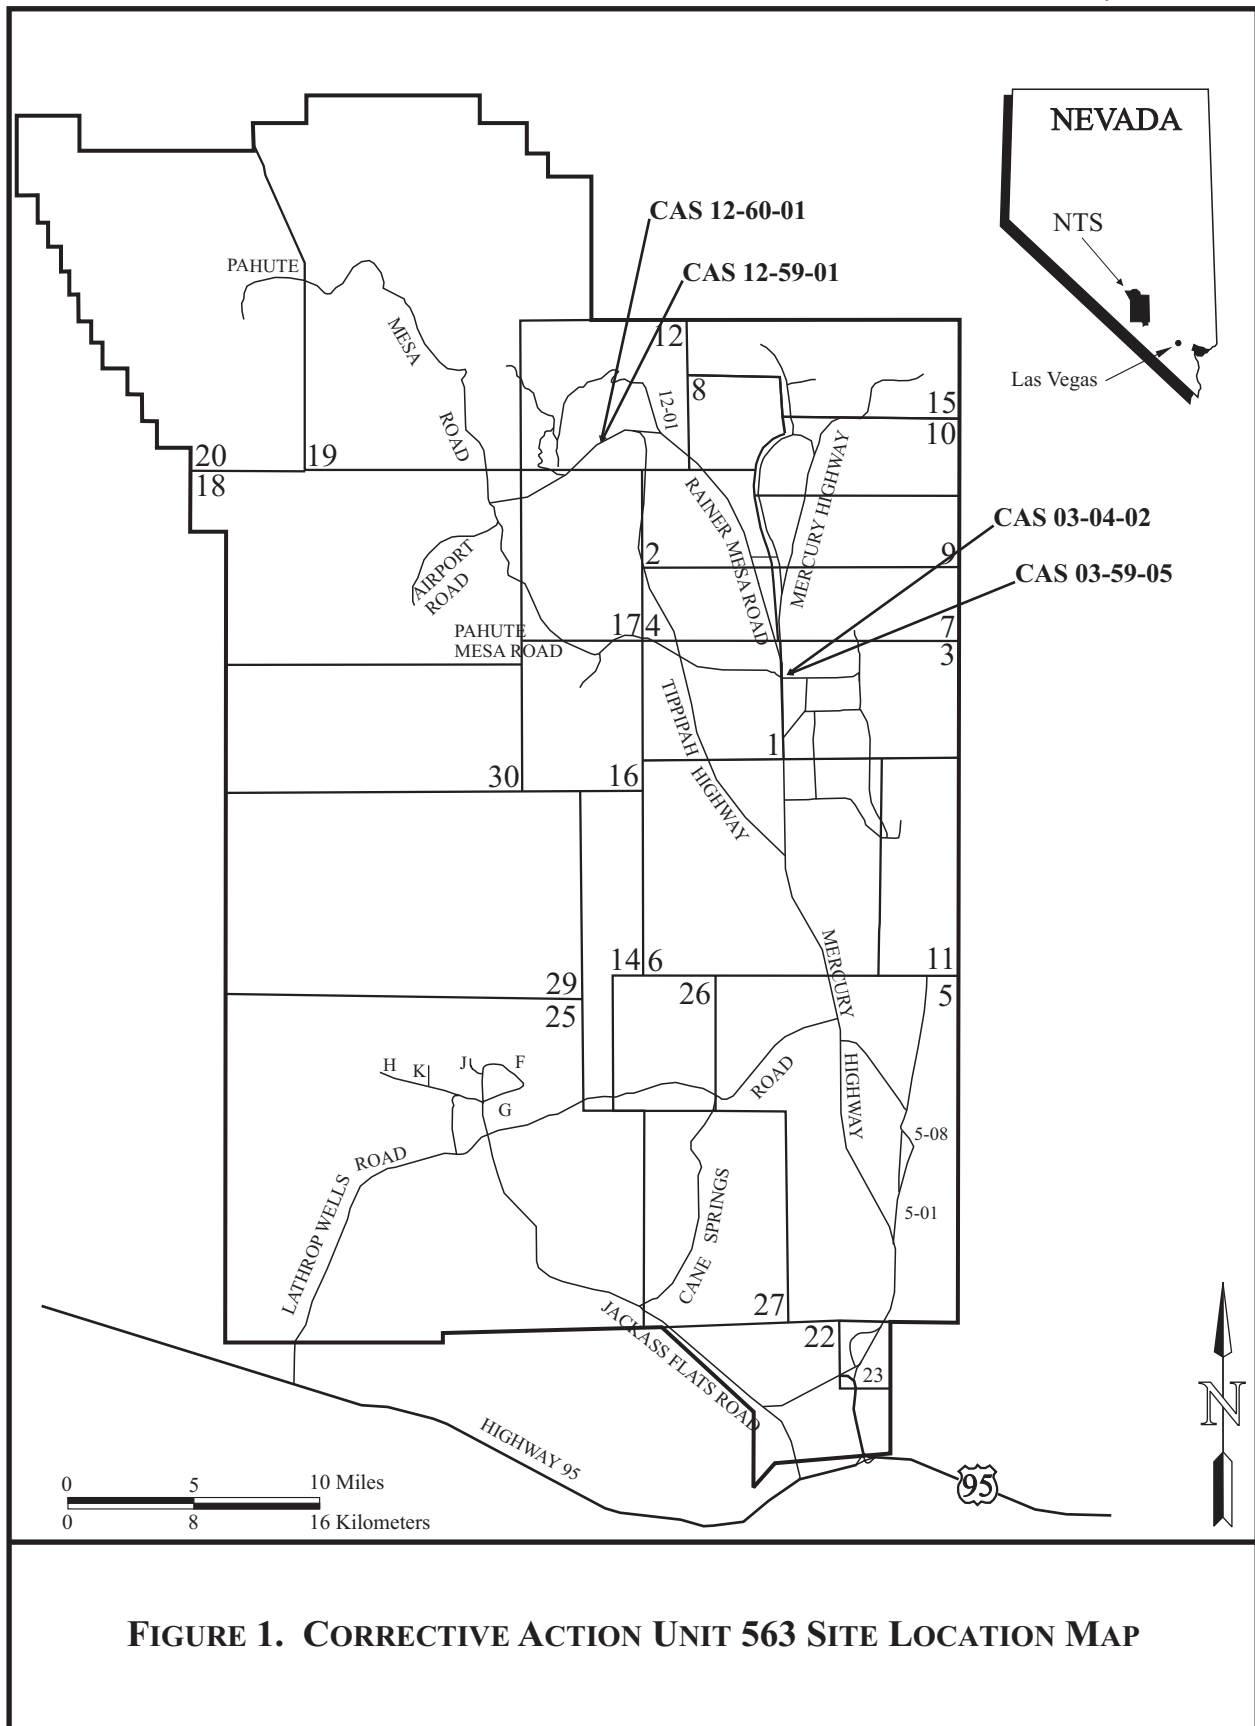 NEVADA
NTS
Las Vegas
CAS 12-60-01
CAS 12-59-01
PAHUTE
MESA
ROAD
12
12-01
8
15
10
20
19
18
RAINER MESA ROAD
MERCURY HIGHWAY
CAS 03-04-02
CAS 03-59-05
AIRPORT
ROAD
2
9
PAHUTE
MESA ROAD
17
4
7
3
TIPPIPAH HIGHWAY
1
30
16
14
6
11
MERCURY
HIGHWAY
29
25
26
5
H
K
J
F
G
LATHROP WELLS ROAD
ROAD
CANE SPRINGS
5-08
5-01
27
22
23
JACKASS FLATS ROAD
HIGHWAY 95
95
N
0 5 10 Miles
0 8 16 Kilometers
FIGURE 1. CORRECTIVE ACTION UNIT 563 SITE LOCATION MAP